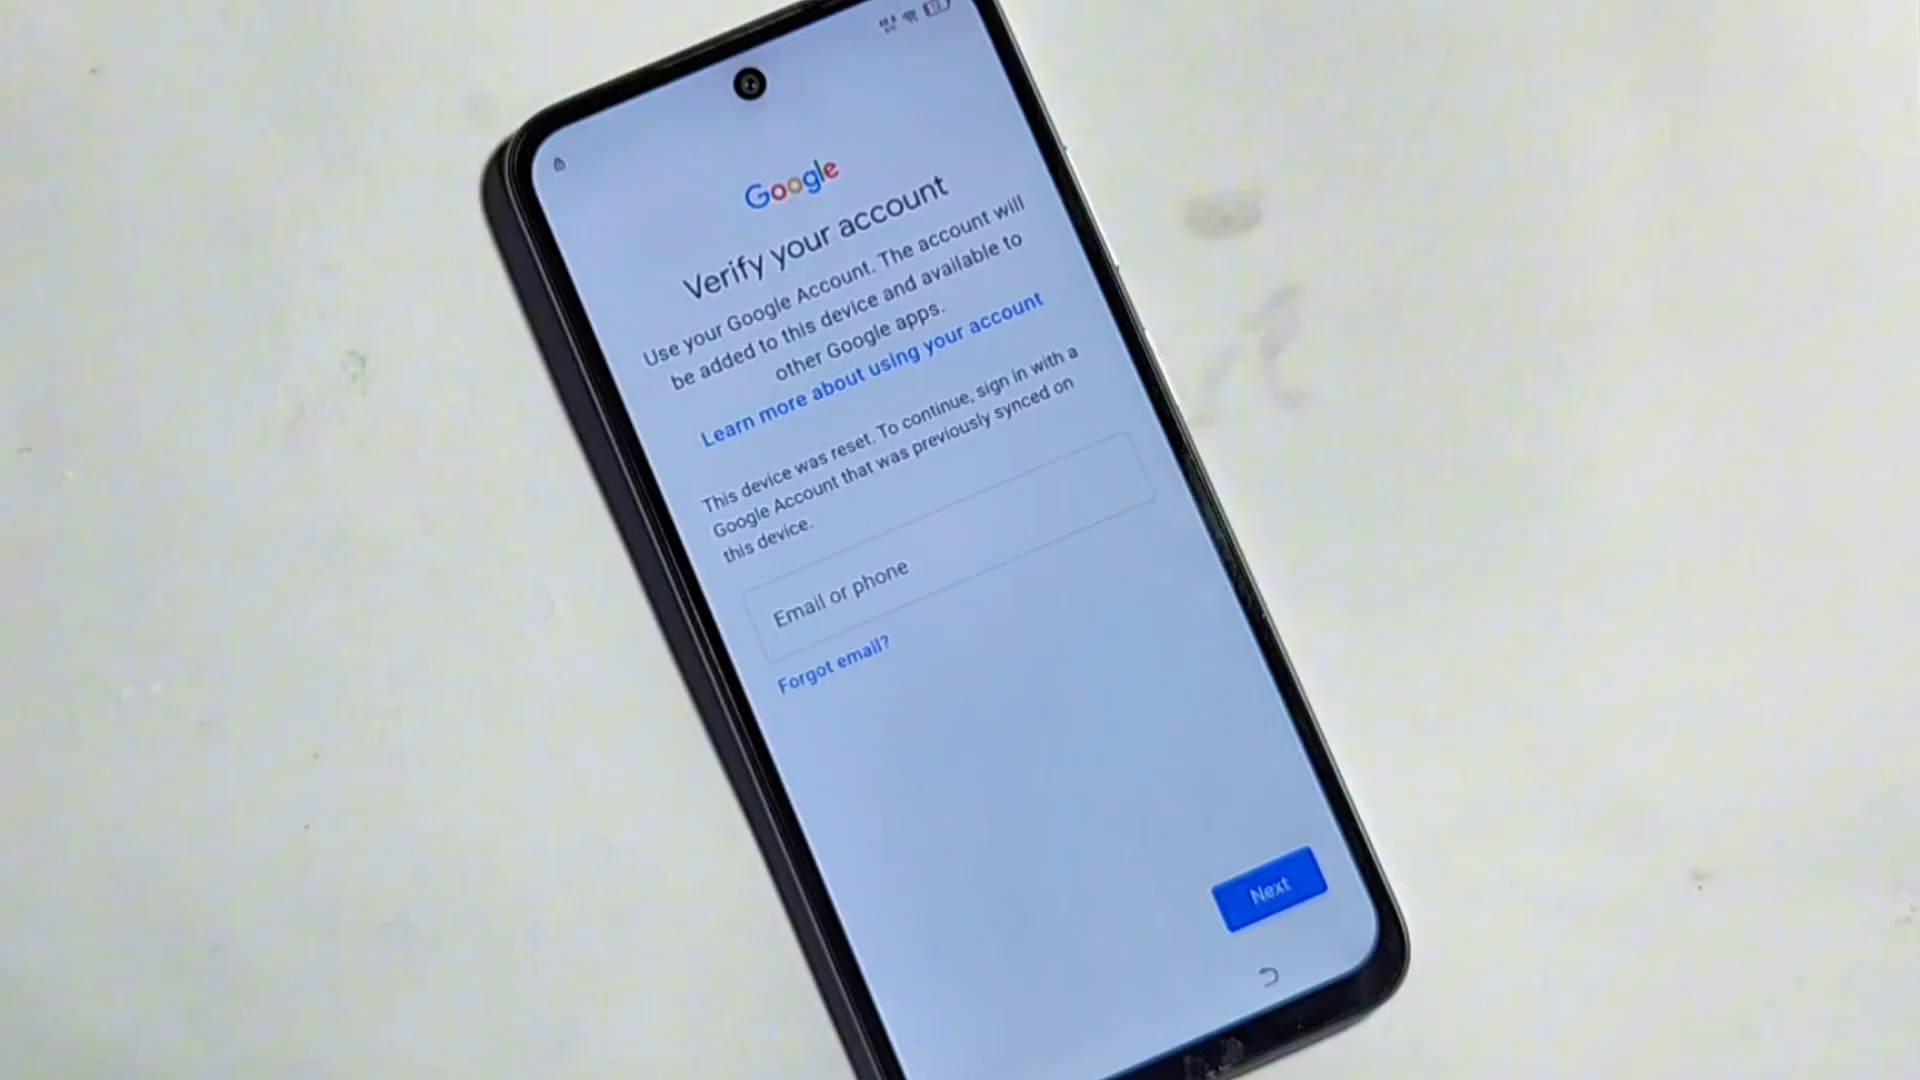 Google
Verify your account
Use your Google Account. The account will
be added to this device and available to
other Google apps.
Learn more about using your account
This device was reset. To continue, sign in with a
Google Account that was previously synced on
this device.
Email or phone
Forgot email?
Next